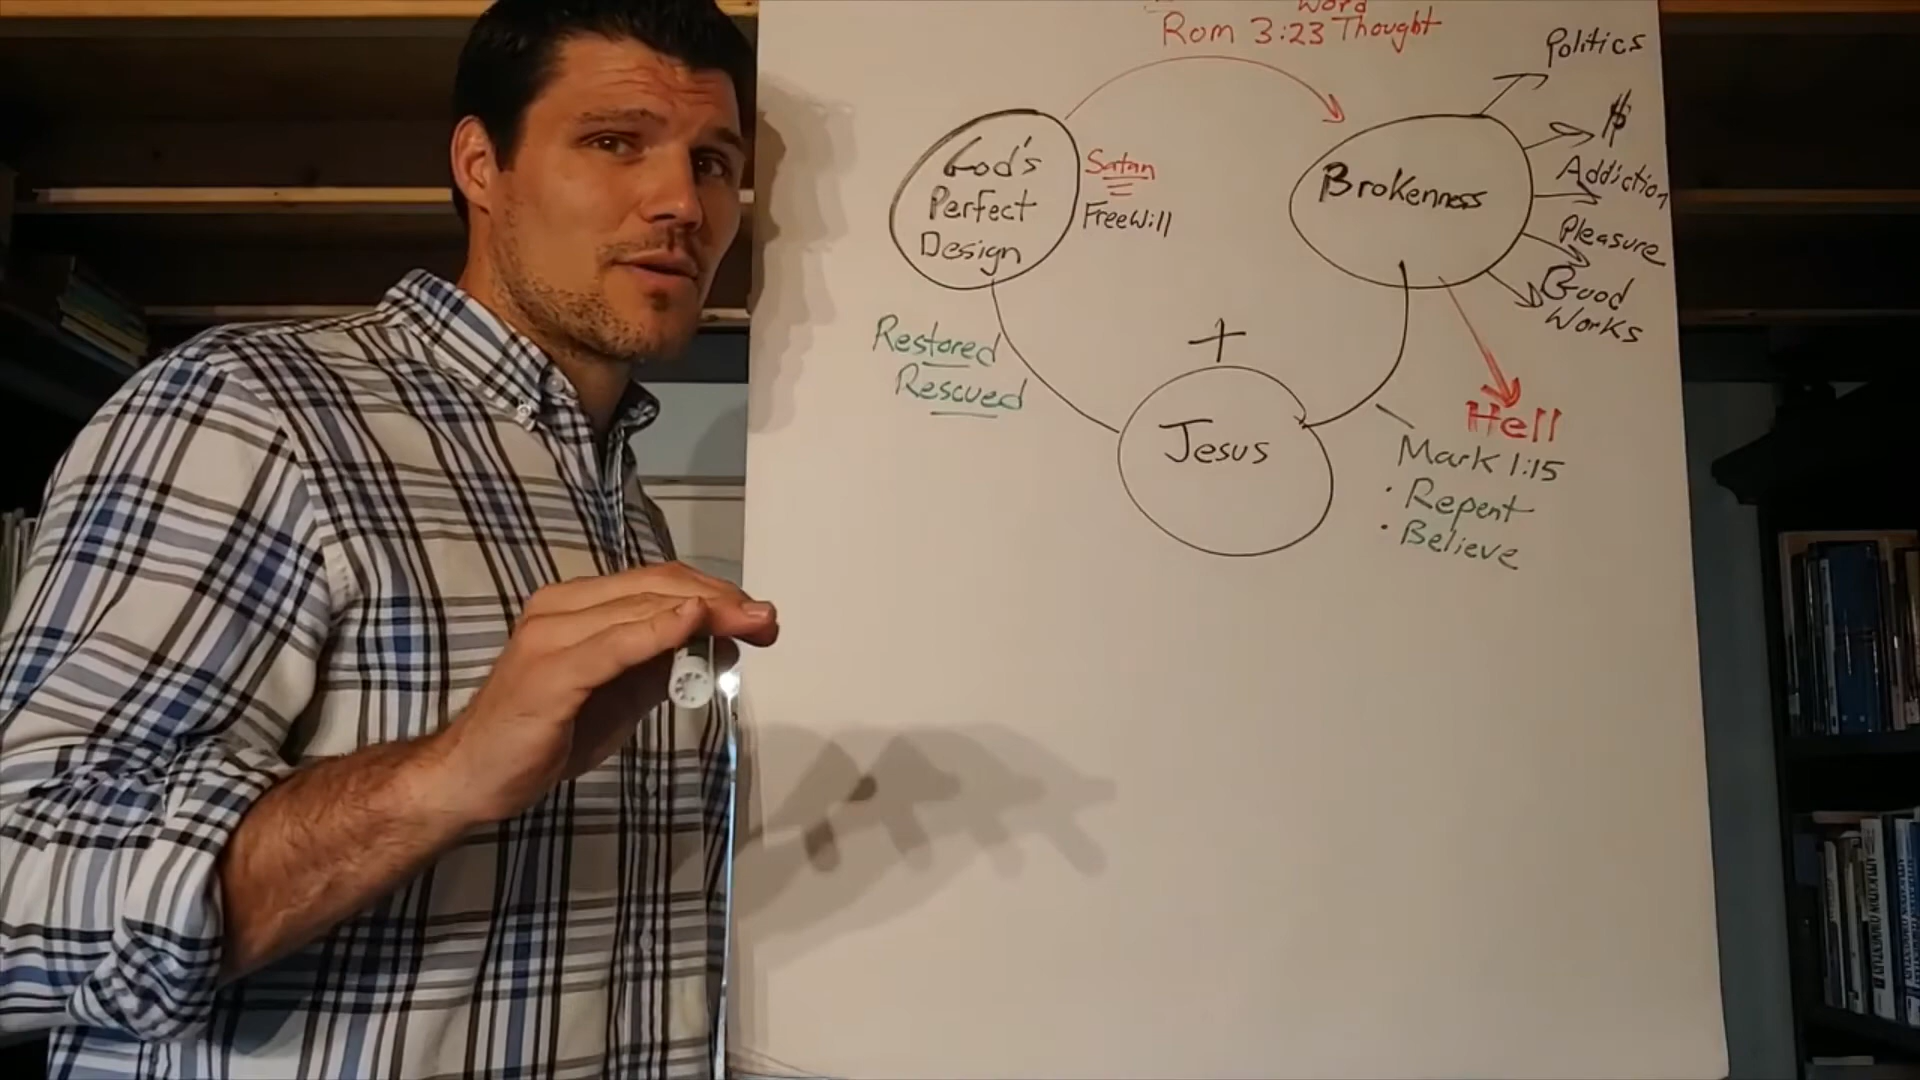 Word
Rom 3:23 Thought
Politics
God's
Perfect
Design
Satan
FreeWill
Brokenness
$
Addiction
Pleasure
Good
Works
Restored
Rescued
Jesus
Hell
Mark 1:15
• Repent
• Believe